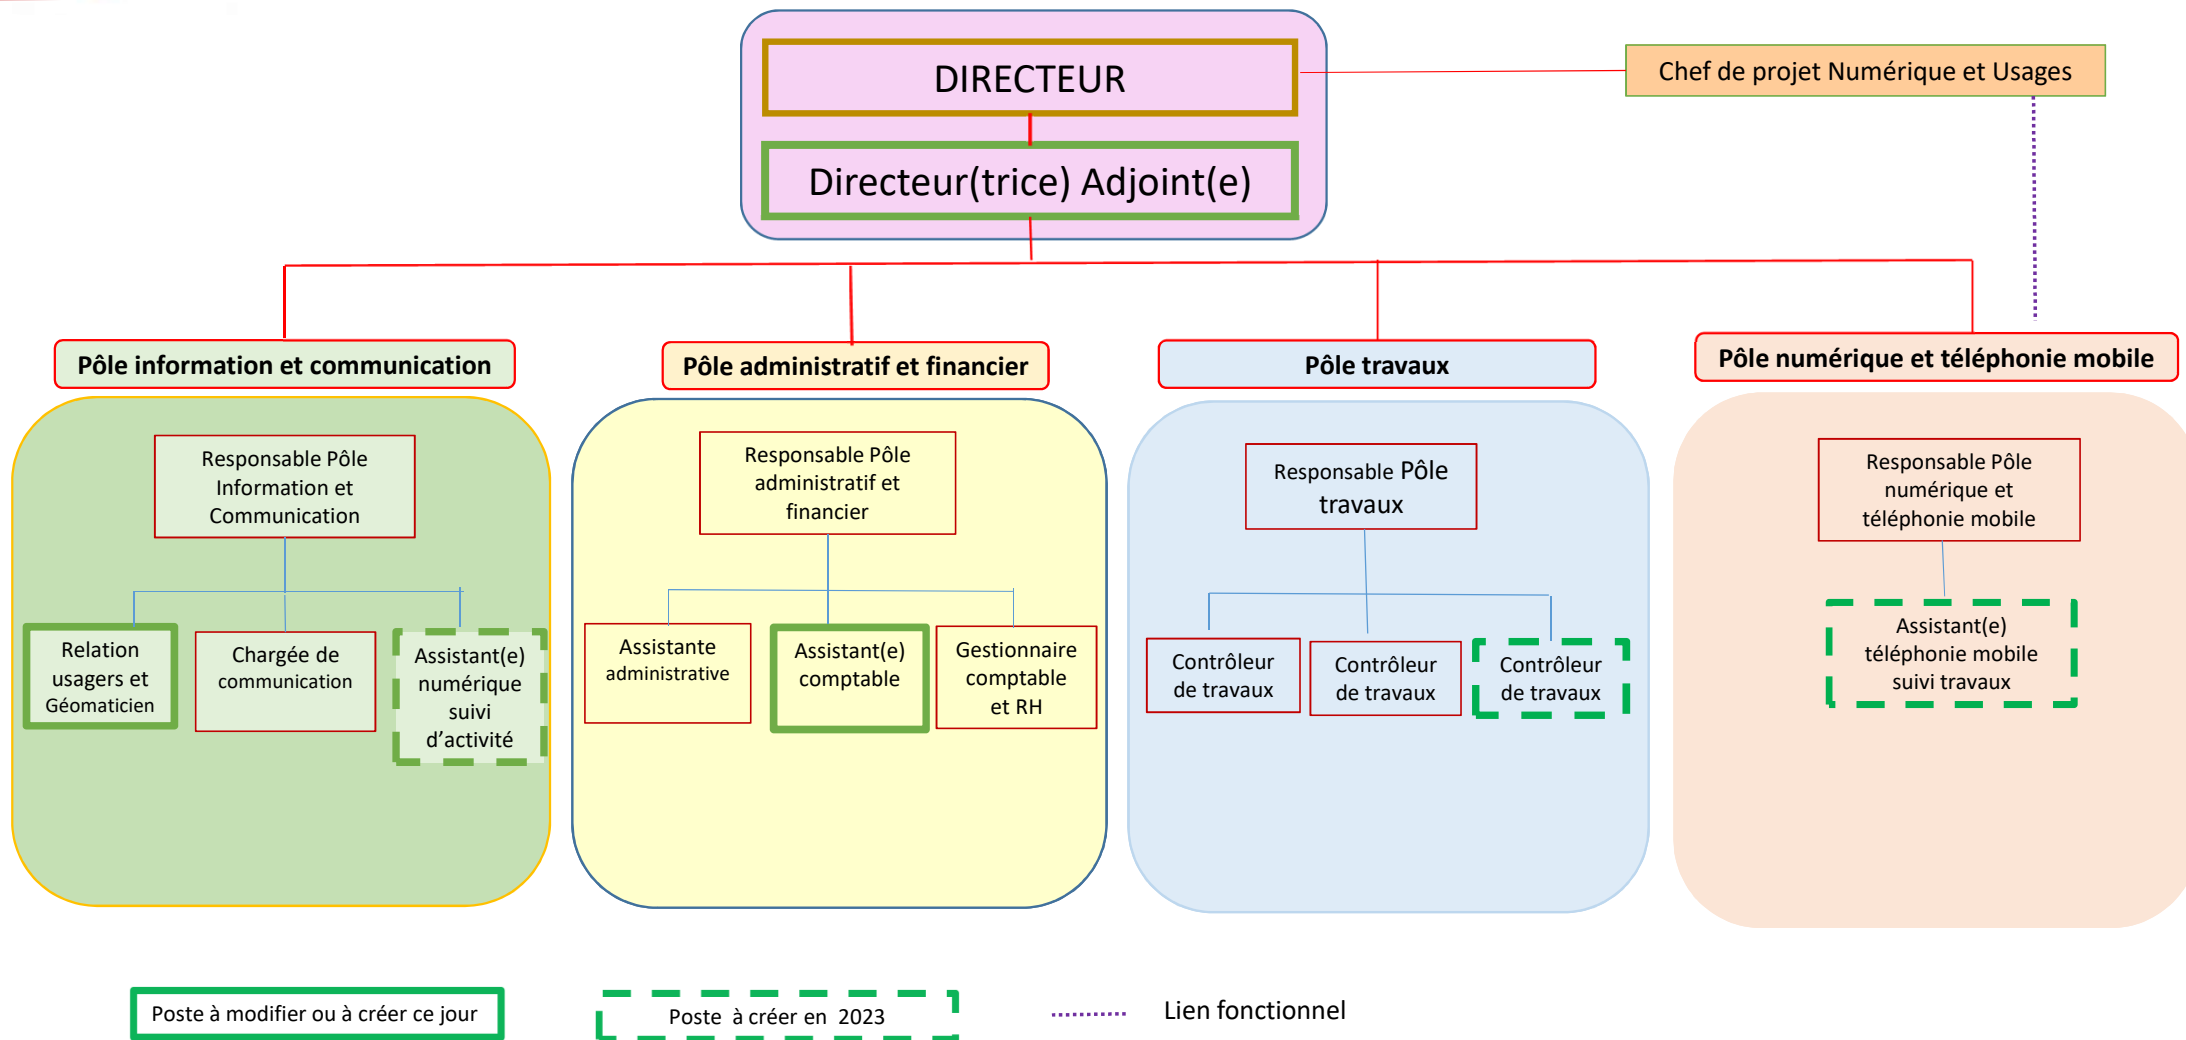 DIRECTEUR
Chef de projet Numérique et Usages
Directeur(trice) Adjoint(e)
Pôle information et communication
Pôle administratif et financier
Pôle travaux
Pôle numérique et téléphonie mobile
Responsable Pôle
Information et
Communication
Relation
usagers et
Géomaticien
Chargée de
communication
Assistant(e)
numérique
suivi
d’activité
Responsable Pôle
administratif et
financier
Assistante
administrative
Assistant(e)
comptable
Gestionnaire
comptable
et RH
Responsable Pôle
travaux
Contrôleur
de travaux
Contrôleur
de travaux
Contrôleur
de travaux
Responsable Pôle
numérique et
téléphonie mobile
Assistant(e)
téléphonie mobile
suivi travaux
Poste à modifier ou à créer ce jour
Poste à créer en 2023
Lien fonctionnel